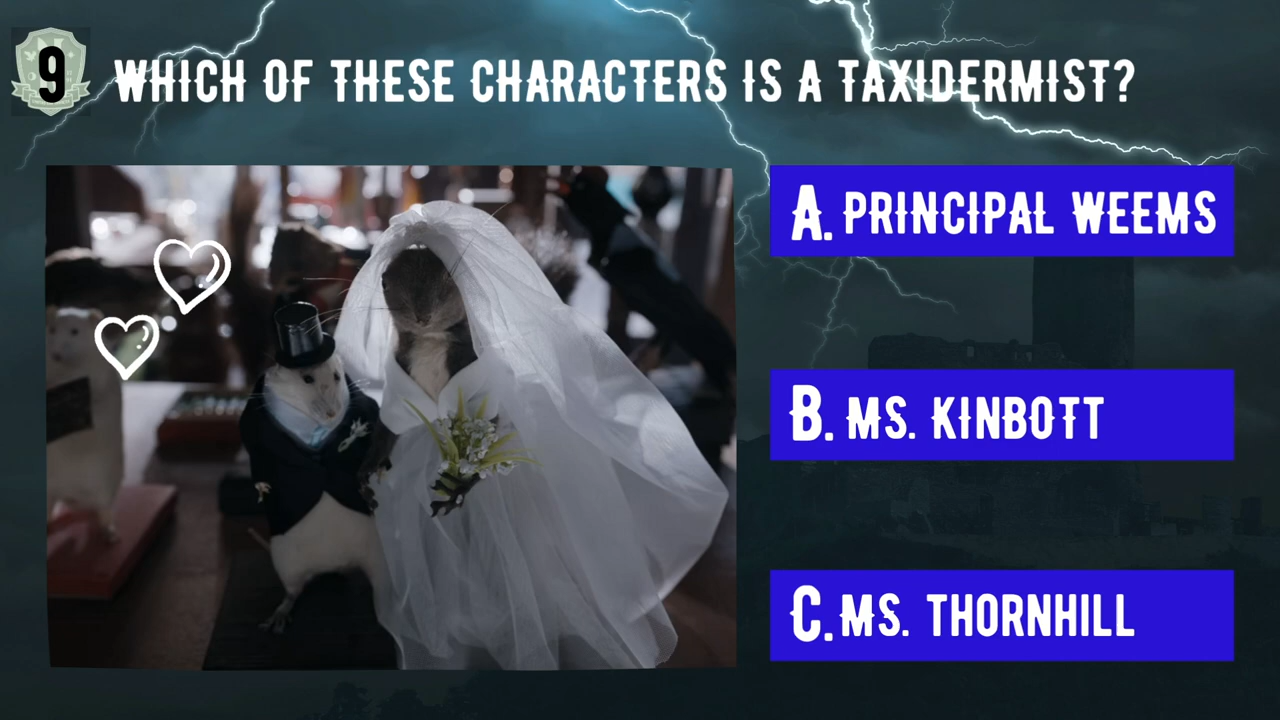 9
WHICH OF THESE CHARACTERS IS A TAXIDERMIST?
A. PRINCIPAL WEEMS
B. MS. KINBOTT
C. MS. THORNHILL